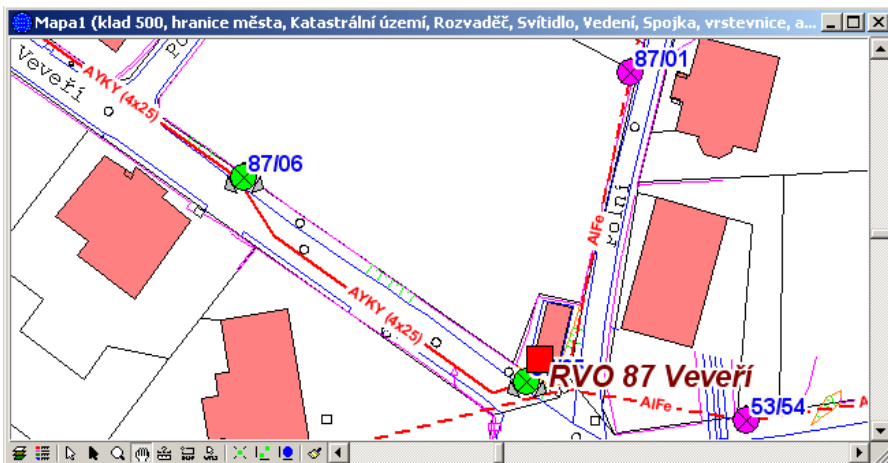 Mapa1 (klad 500, hranice města, Katastrální území, Rozvaděč, Svítidlo, Vedení, Spojka, vrstevnice, a...
87/01
Veveří
AYKY (4x25)
87/06
Rolní
AlFe
AYKY (4x25)
RVO 87 Veveří
AlFe
53/54